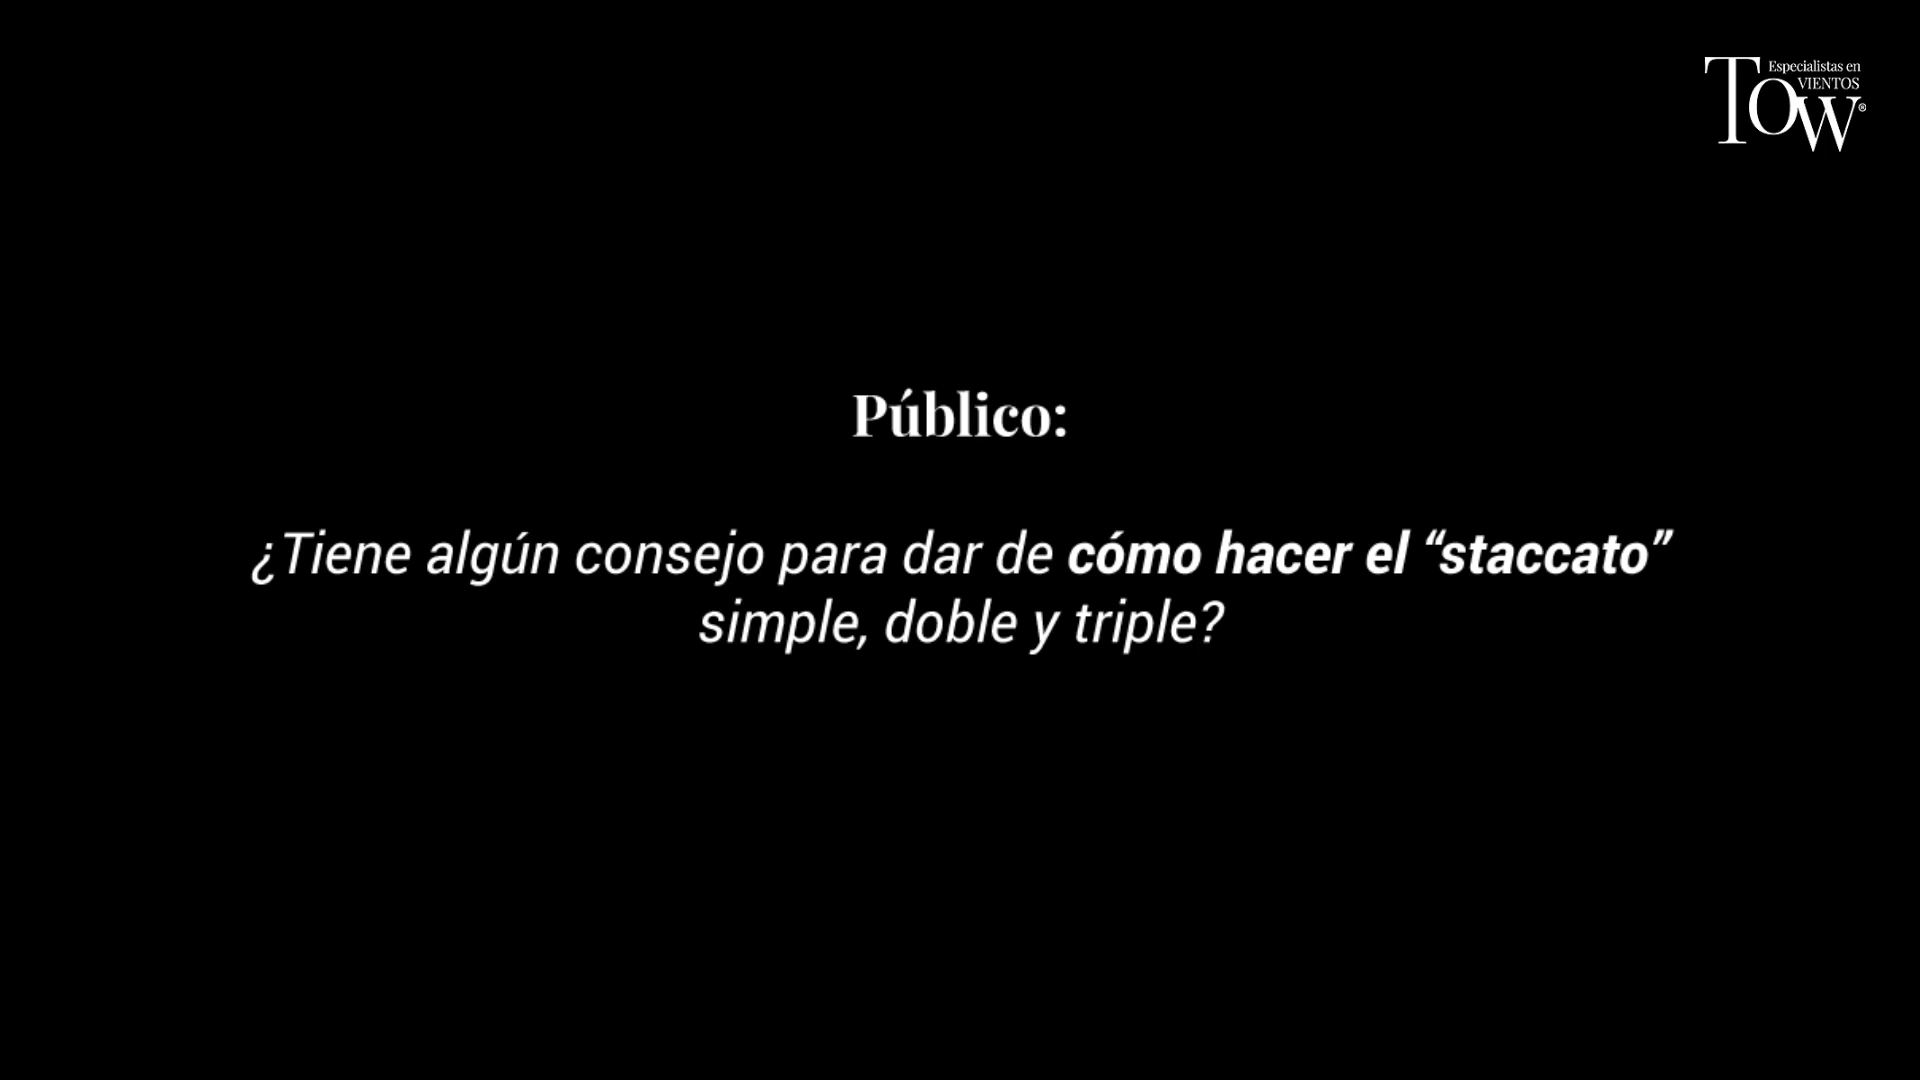 Especialistas en
VIENTOS
TOW®
Público:
¿Tiene algún consejo para dar de cómo hacer el “staccato”
simple, doble y triple?